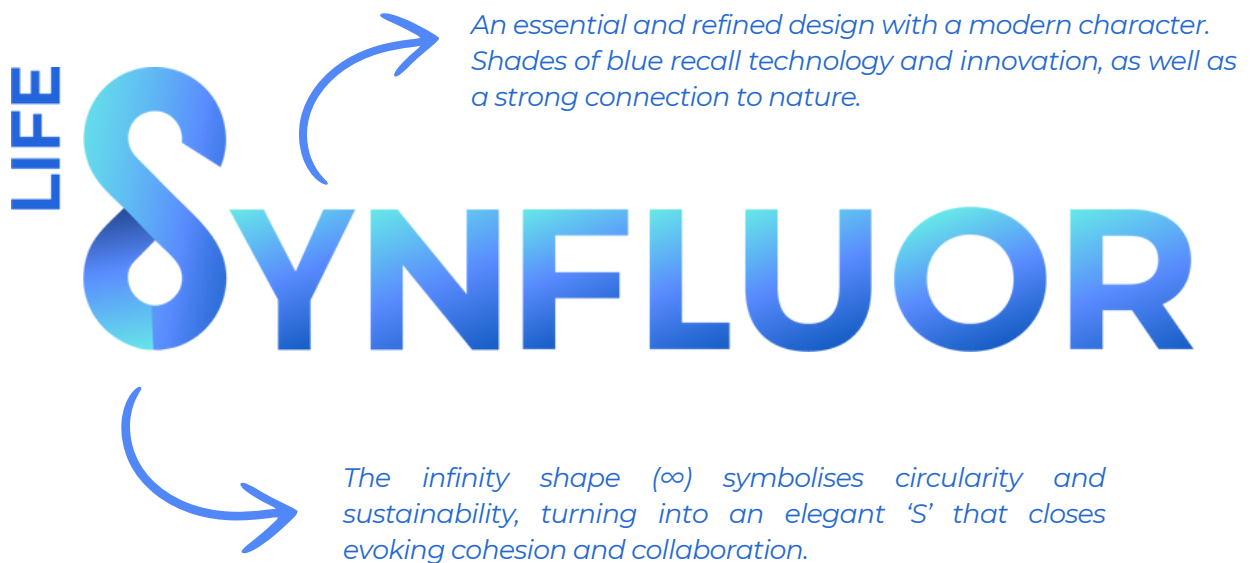 An essential and refined design with a modern character.
Shades of blue recall technology and innovation, as well as
a strong connection to nature.
LIFE
SYNFLUOR
The infinity shape (∞) symbolises circularity and
sustainability, turning into an elegant ‘S’ that closes
evoking cohesion and collaboration.